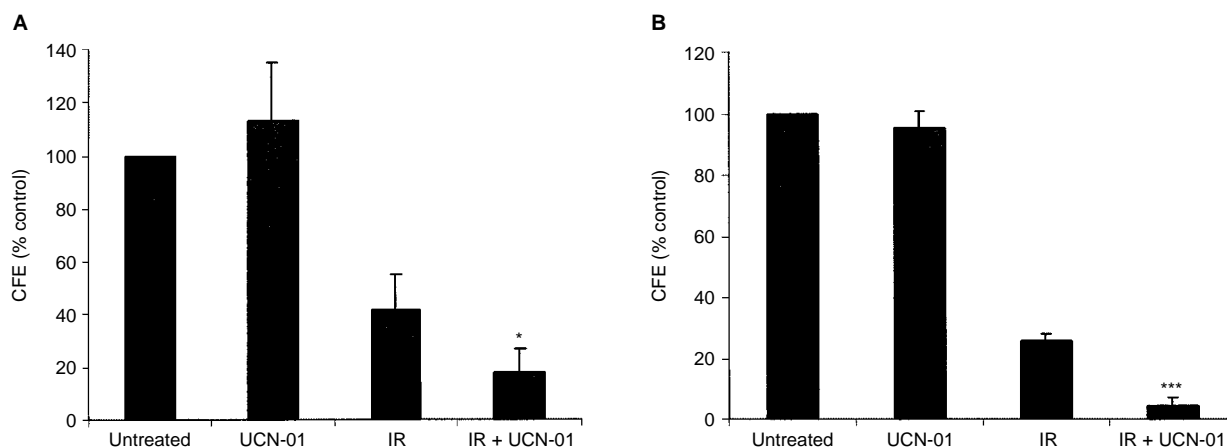 A
CFE (% control)
140
120
100
80
60
40
20
0
*
Untreated UCN-01 IR IR + UCN-01
B
CFE (% control)
120
100
80
60
40
20
0
***
Untreated UCN-01 IR IR + UCN-01